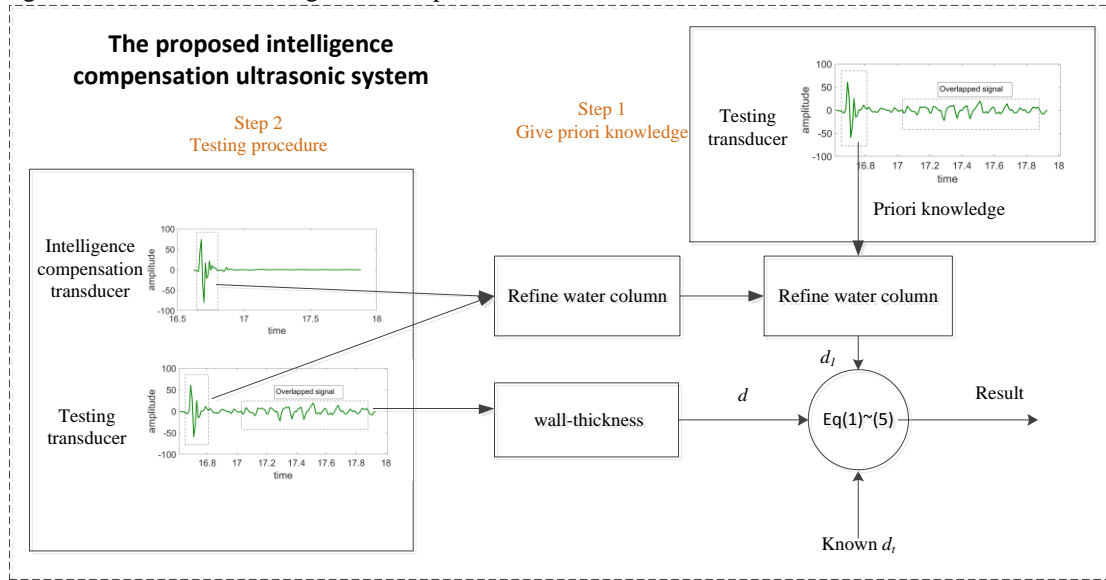 The proposed intelligence
compensation ultrasonic system
Step 2
Testing procedure
Step 1
Give priori knowledge
Testing
transducer
amplitude
100
50
0
-50
-100
Overlapped signal
16.8 17 17.2 17.4 17.6 17.8 18
time
Priori knowledge
Intelligence
compensation
transducer
amplitude
100
50
0
-50
-100
16.5 17 17.5 18
time
Refine water column
Refine water column
d1
Testing
transducer
amplitude
100
50
0
-50
-100
Overlapped signal
16.8 17 17.2 17.4 17.6 17.8 18
time
wall-thickness
d
Eq(1)~(5)
Result
Known dt